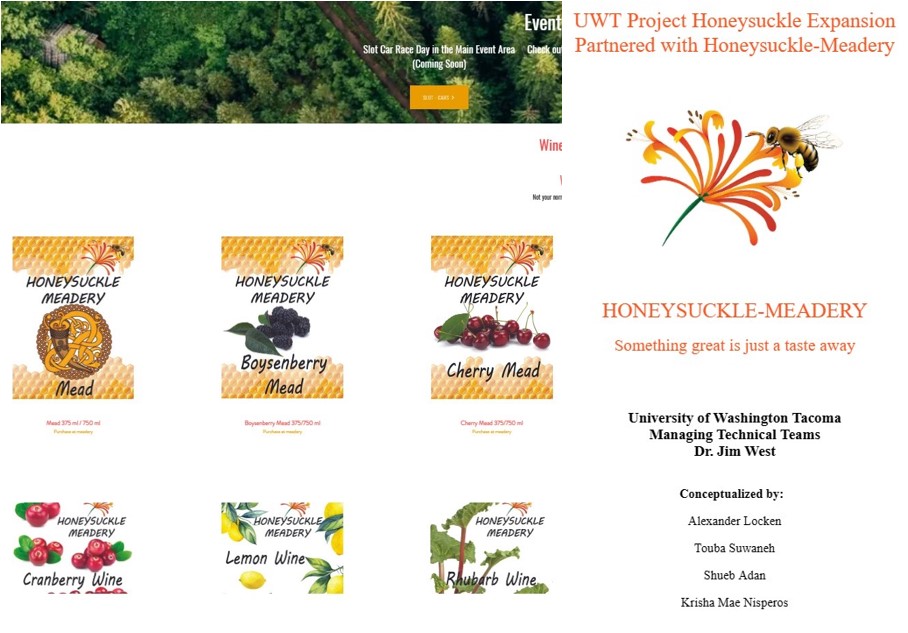 Event
Slot Car Race Day in the Main Event Area
(Coming Soon)
Check ou
SLOT - CARS >
Wine
Not your nor
HONEYSUCKLE
MEADERY
Mead
HONEYSUCKLE
MEADERY
Boysenberry
Mead
HONEYSUCKLE
MEADERY
Cherry Mead
Mead 375 ml / 750 ml
Purchase at meadery
Boysenberry Mead 375/750 ml
Purchase at meadery
Cherry Mead 375/750 ml
Purchase at meadery
HONEYSUCKLE
MEADERY
Cranberry Wine
HONEYSUCKLE
MEADERY
Lemon Wine
HONEYSUCKLE
MEADERY
Rhubarb Wine
UWT Project Honeysuckle Expansion
Partnered with Honeysuckle-Meadery
HONEYSUCKLE-MEADERY
Something great is just a taste away
University of Washington Tacoma
Managing Technical Teams
Dr. Jim West
Conceptualized by:
Alexander Locken
Touba Suwaneh
Shueb Adan
Krisha Mae Nisperos